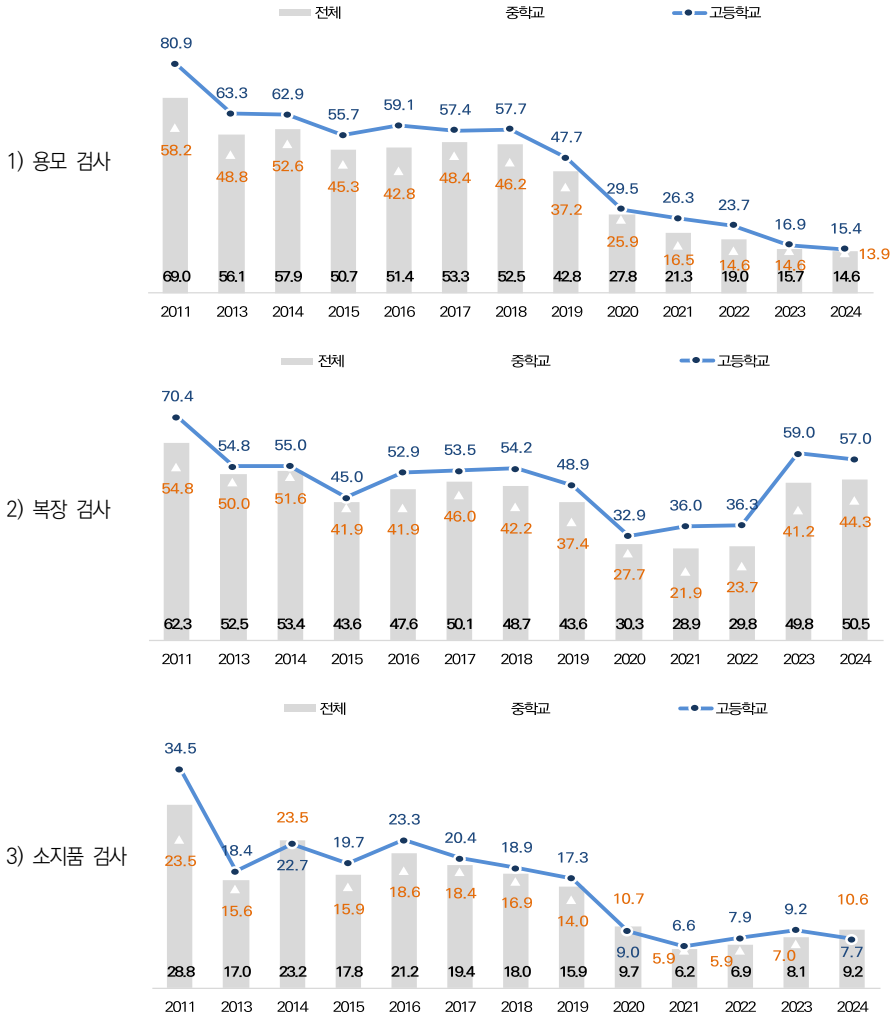 전체 중학교 고등학교
80.9 63.3 62.9 55.7 59.1 57.4 57.7 47.7 29.5 26.3 23.7 16.9 15.4
1) 용모 검사
58.2 48.8 52.6 45.3 42.8 48.4 46.2 37.2 25.9 16.5 14.6 14.6 13.9
69.0 56.1 57.9 50.7 51.4 53.3 52.5 42.8 27.8 21.3 19.0 15.7 14.6
2011 2013 2014 2015 2016 2017 2018 2019 2020 2021 2022 2023 2024
전체 중학교 고등학교
70.4 54.8 55.0 45.0 52.9 53.5 54.2 48.9 32.9 36.0 36.3 59.0 57.0
2) 복장 검사
54.8 50.0 51.6 41.9 41.9 46.0 42.2 37.4 27.7 21.9 23.7 41.2 44.3
62.3 52.5 53.4 43.6 47.6 50.1 48.7 43.6 30.3 28.9 29.8 49.8 50.5
2011 2013 2014 2015 2016 2017 2018 2019 2020 2021 2022 2023 2024
전체 중학교 고등학교
34.5 18.4 22.7 19.7 23.3 20.4 18.9 17.3 9.0 6.6 7.9 9.2 7.7
3) 소지품 검사
23.5 15.6 23.5 15.9 18.6 18.4 16.9 14.0 10.7 5.9 5.9 7.0 10.6
28.8 17.0 23.2 17.8 21.2 19.4 18.0 15.9 9.7 6.2 6.9 8.1 9.2
2011 2013 2014 2015 2016 2017 2018 2019 2020 2021 2022 2023 2024